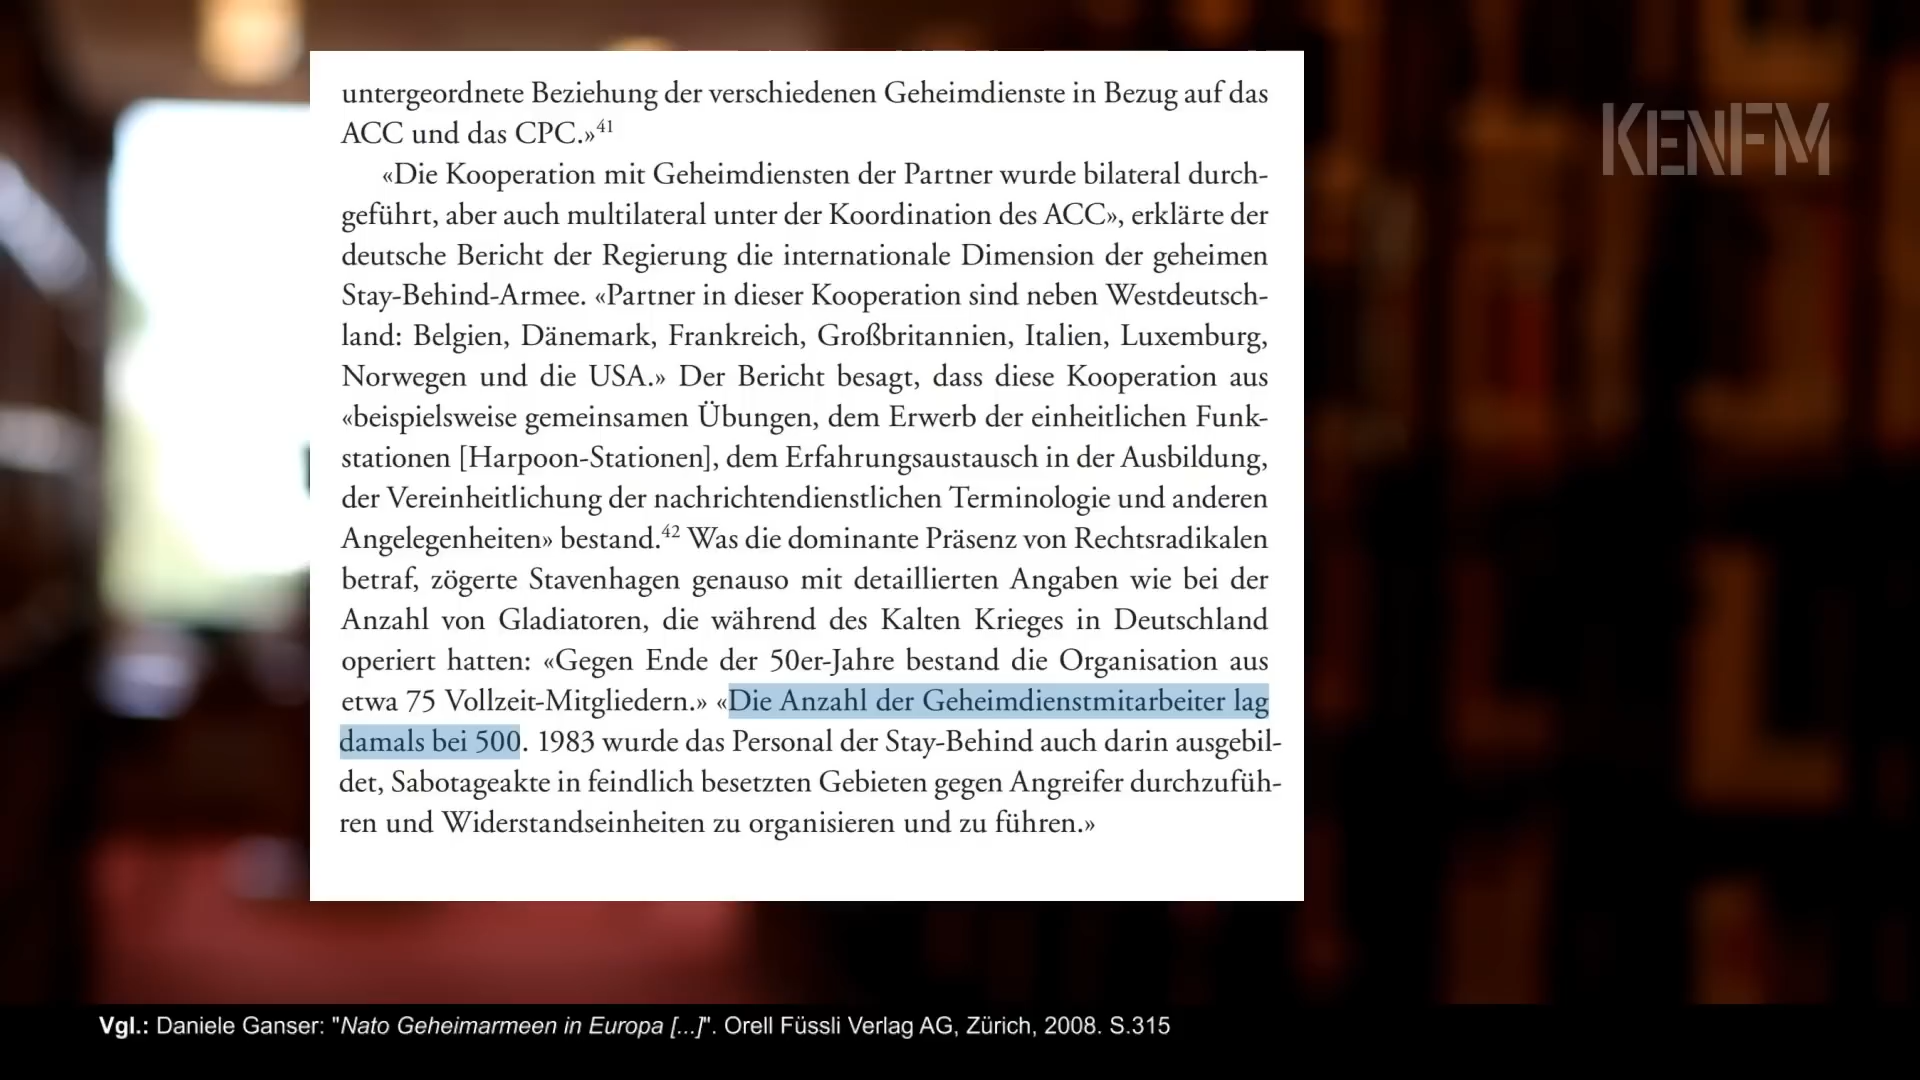 KENFM
untergeordnete Beziehung der verschiedenen Geheimdienste in Bezug auf das
ACC und das CPC.»41
«Die Kooperation mit Geheimdiensten der Partner wurde bilateral durch-
geführt, aber auch multilateral unter der Koordination des ACC», erklärte der
deutsche Bericht der Regierung die internationale Dimension der geheimen
Stay-Behind-Armee. «Partner in dieser Kooperation sind neben Westdeutsch-
land: Belgien, Dänemark, Frankreich, Großbritannien, Italien, Luxemburg,
Norwegen und die USA.» Der Bericht besagt, dass diese Kooperation aus
«beispielsweise gemeinsamen Übungen, dem Erwerb der einheitlichen Funk-
stationen [Harpoon-Stationen], dem Erfahrungsaustausch in der Ausbildung,
der Vereinheitlichung der nachrichtendienstlichen Terminologie und anderen
Angelegenheiten» bestand.42 Was die dominante Präsenz von Rechtsradikalen
betraf, zögerte Stavenhagen genauso mit detaillierten Angaben wie bei der
Anzahl von Gladiatoren, die während des Kalten Krieges in Deutschland
operiert hatten: «Gegen Ende der 50er-Jahre bestand die Organisation aus
etwa 75 Vollzeit-Mitgliedern.» «Die Anzahl der Geheimdienstmitarbeiter lag
damals bei 500. 1983 wurde das Personal der Stay-Behind auch darin ausgebil-
det, Sabotageakte in feindlich besetzten Gebieten gegen Angreifer durchzufüh-
ren und Widerstandseinheiten zu organisieren und zu führen.»
Vgl.: Daniele Ganser: "Nato Geheimarmeen in Europa [...]". Orell Füssli Verlag AG, Zürich, 2008. S.315